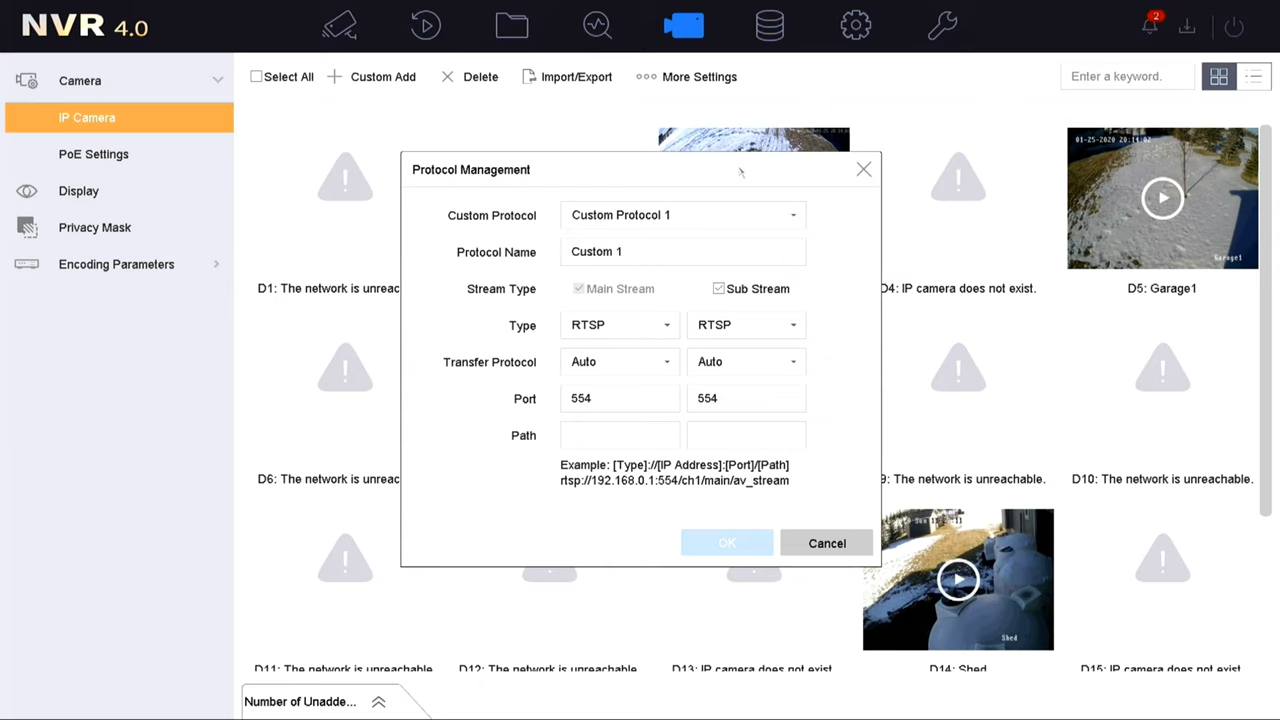 NVR 4.0
2
Camera
IP Camera
PoE Settings
Display
Privacy Mask
Encoding Parameters
Select All
Custom Add
Delete
Import/Export
More Settings
Enter a keyword.
01-25-2020 20:14:02
Garage1
D1: The network is unreac
D4: IP camera does not exist.
D5: Garage1
Protocol Management
Custom Protocol
Custom Protocol 1
Protocol Name
Custom 1
Stream Type
Main Stream
Sub Stream
Type
RTSP
RTSP
Transfer Protocol
Auto
Auto
Port
554
554
Path
Example: [Type]://[IP Address]:[Port]/[Path]
rtsp://192.168.0.1:554/ch1/main/av_stream
OK
Cancel
D6: The network is unreac
9: The network is unreachable.
D10: The network is unreachable.
Shed
D11: The network is unreachable
D12: The network is unreachable.
D13: IP camera does not exist
D14: Shed
D15: IP camera does not exist
Number of Unadde...